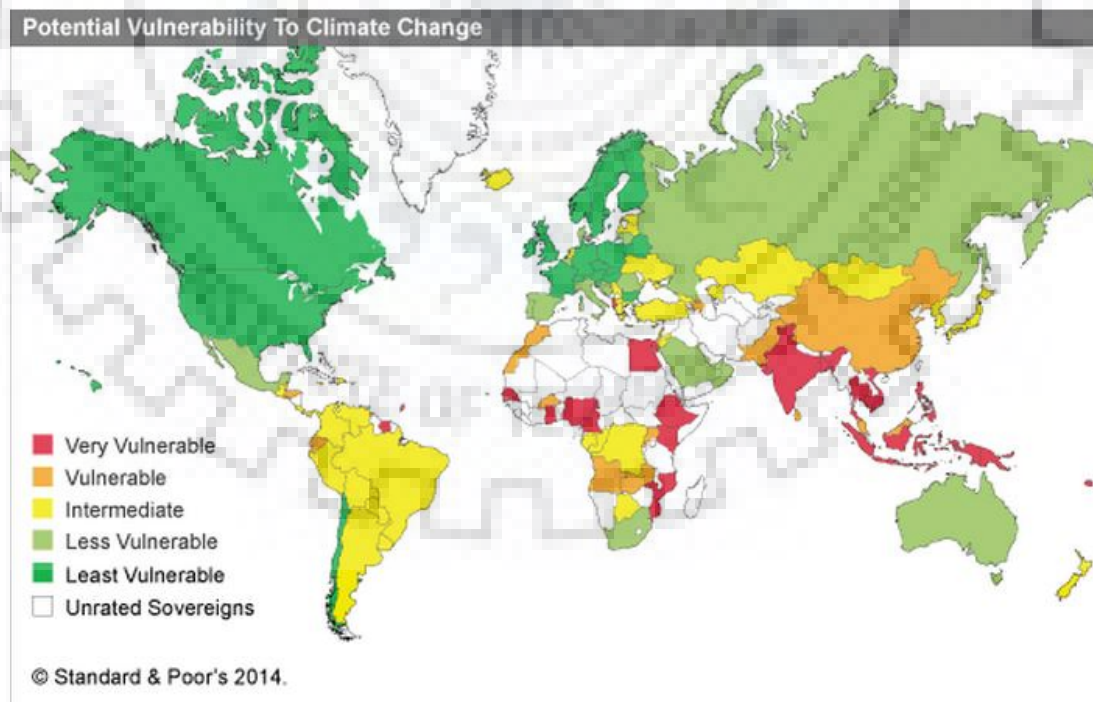 Potential Vulnerability To Climate Change
Very Vulnerable
Vulnerable
Intermediate
Less Vulnerable
Least Vulnerable
Unrated Sovereigns
© Standard & Poor's 2014.